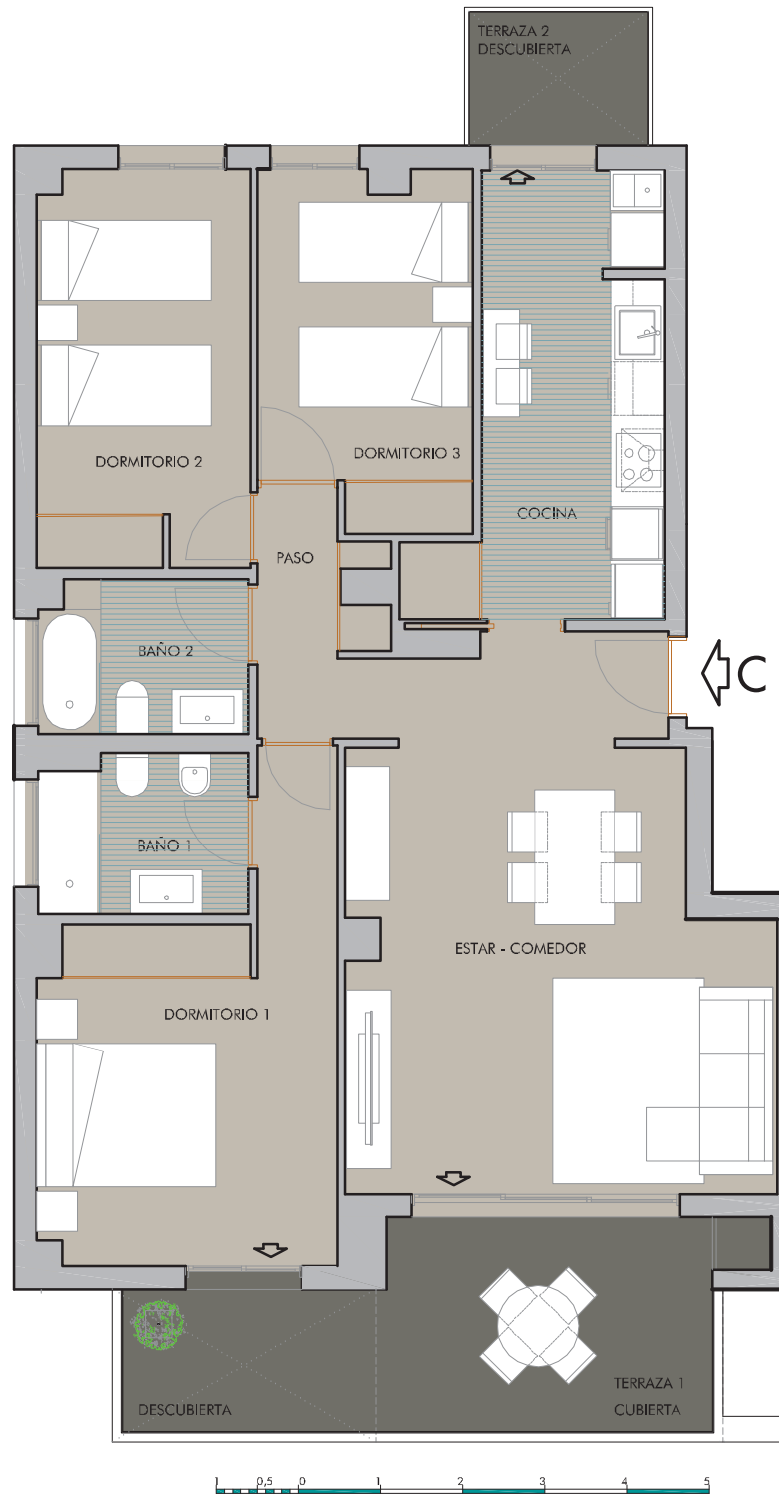 TERRAZA 2
DESCUBIERTA
DORMITORIO 2
DORMITORIO 3
COCINA
PASO
BAÑO 2
C
BAÑO 1
ESTAR - COMEDOR
DORMITORIO 1
TERRAZA 1
DESCUBIERTA
CUBIERTA
1 0,5 0 1 2 3 4 5